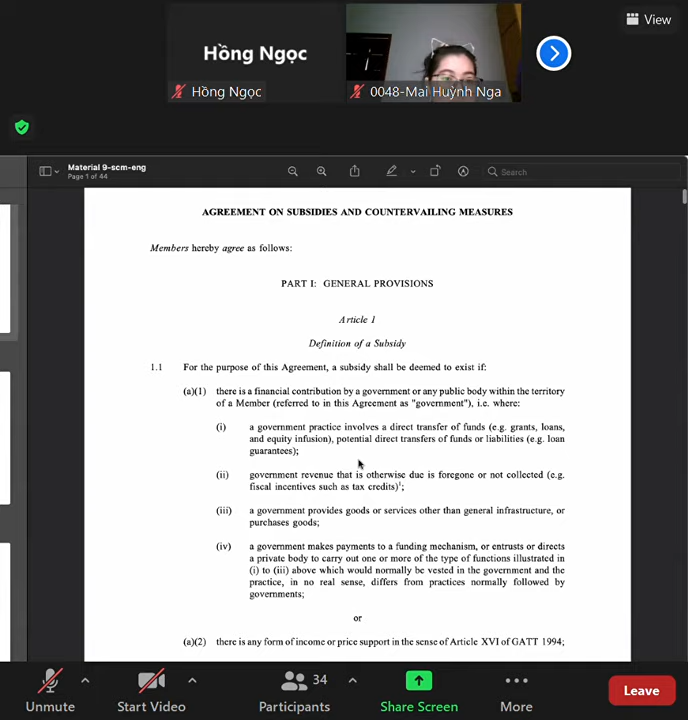 View
Hồng Ngọc
Hồng Ngọc
0048-Mai Huỳnh Nga
Material 9-scm-eng
Page 1 of 44
Search
AGREEMENT ON SUBSIDIES AND COUNTERVAILING MEASURES
Members hereby agree as follows:
PART I: GENERAL PROVISIONS
Article 1
Definition of a Subsidy
1.1 For the purpose of this Agreement, a subsidy shall be deemed to exist if:
(a)(1) there is a financial contribution by a government or any public body within the territory
of a Member (referred to in this Agreement as "government"), i.e. where:
(i) a government practice involves a direct transfer of funds (e.g. grants, loans,
and equity infusion), potential direct transfers of funds or liabilities (e.g. loan
guarantees);
(ii) government revenue that is otherwise due is foregone or not collected (e.g.
fiscal incentives such as tax credits)¹;
(iii) a government provides goods or services other than general infrastructure, or
purchases goods;
(iv) a government makes payments to a funding mechanism, or entrusts or directs
a private body to carry out one or more of the type of functions illustrated in
(i) to (iii) above which would normally be vested in the government and the
practice, in no real sense, differs from practices normally followed by
governments;
or
(a)(2) there is any form of income or price support in the sense of Article XVI of GATT 1994;
Unmute
Start Video
Participants
34
Share Screen
More
Leave